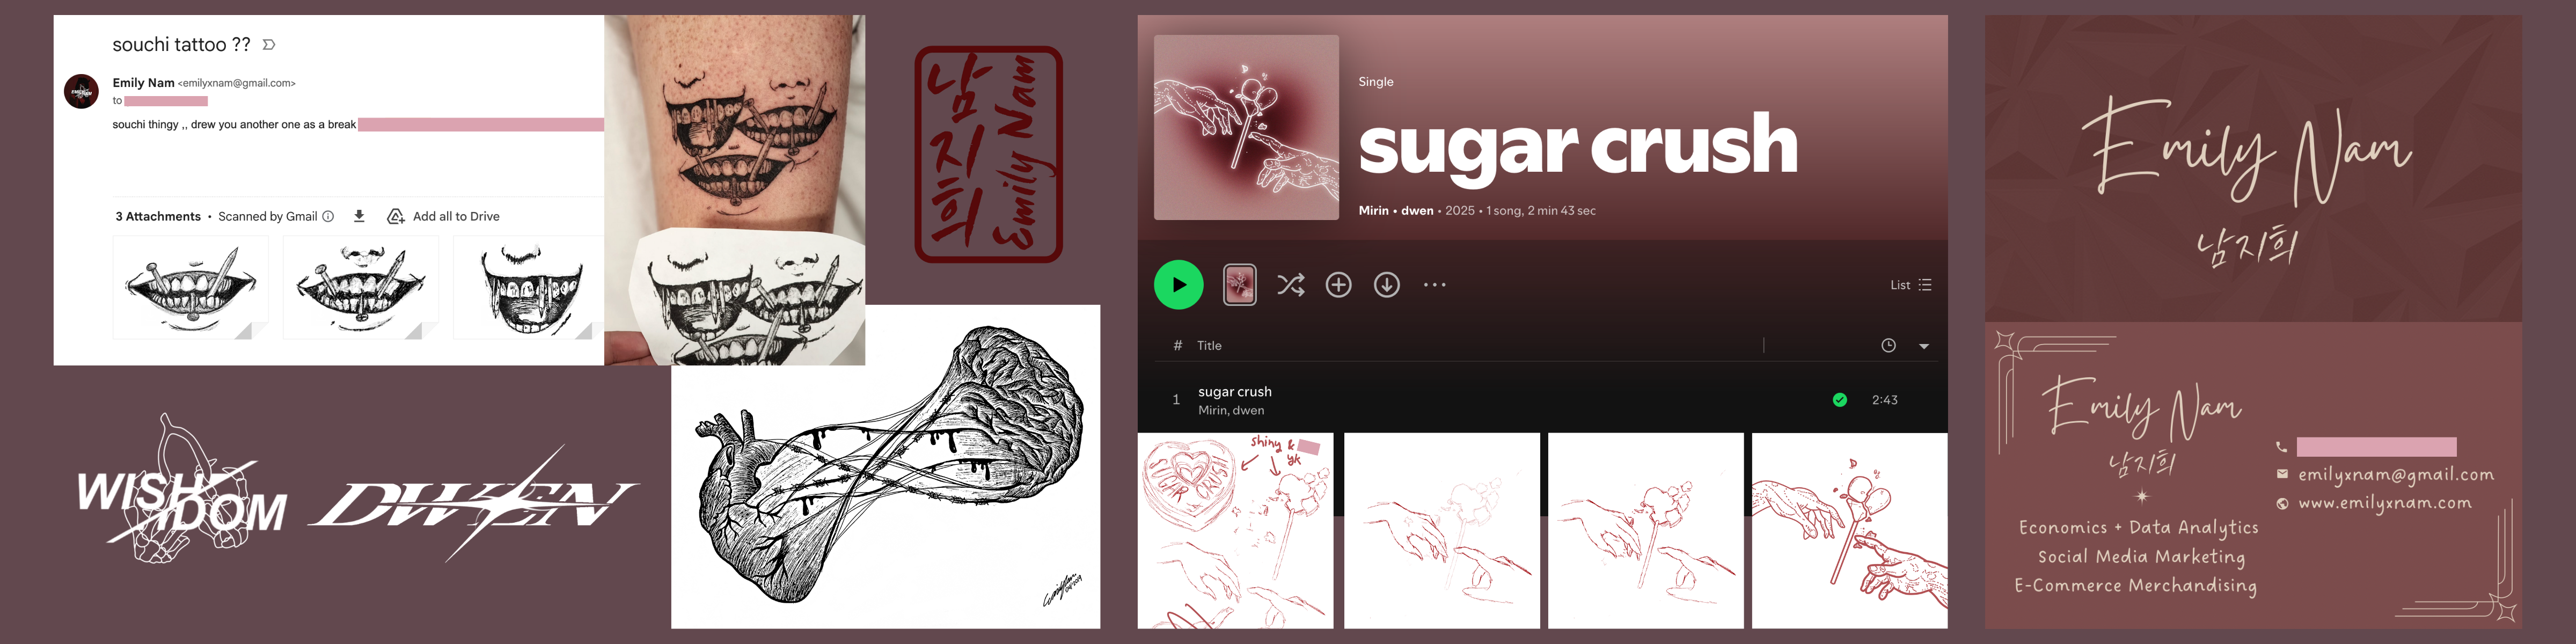 souchi tattoo ??
Emily Nam <emilyxnam@gmail.com>
to
souchi thingy ,, drew you another one as a break
3 Attachments • Scanned by Gmail
Add all to Drive
남지희
Emily Nam
WISHDOM
DWEN
Single
sugar crush
Mirin • dwen • 2025 • 1 song, 2 min 43 sec
List
# Title
1 sugar crush 2:43
Mirin, dwen
shiny k
yk
SUGAR CRUSH
Emily Nam
남지희
Emily Nam
남지희
emilyxnam@gmail.com
www.emilyxnam.com
Economics + Data Analytics
Social Media Marketing
E-Commerce Merchandising